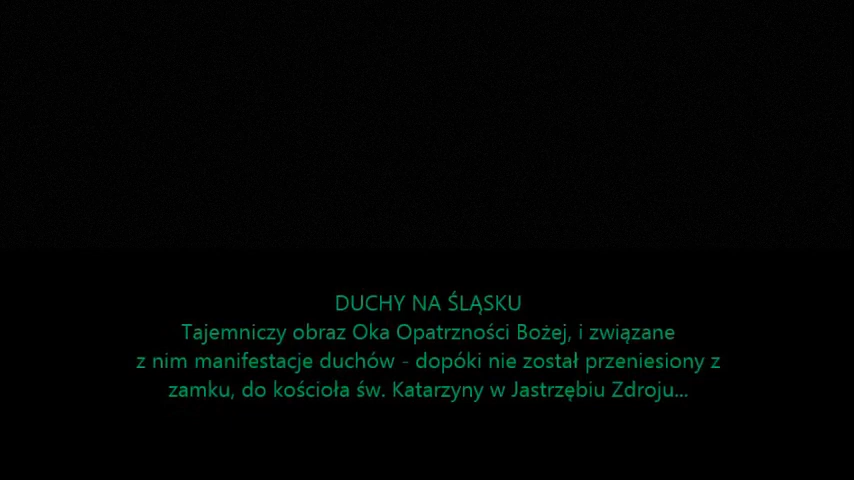 DUCHY NA ŚLĄSKU
Tajemniczy obraz Oka Opatrzności Bożej, i związane
z nim manifestacje duchów - dopóki nie został przeniesiony z
zamku, do kościoła św. Katarzyny w Jastrzębiu Zdroju...